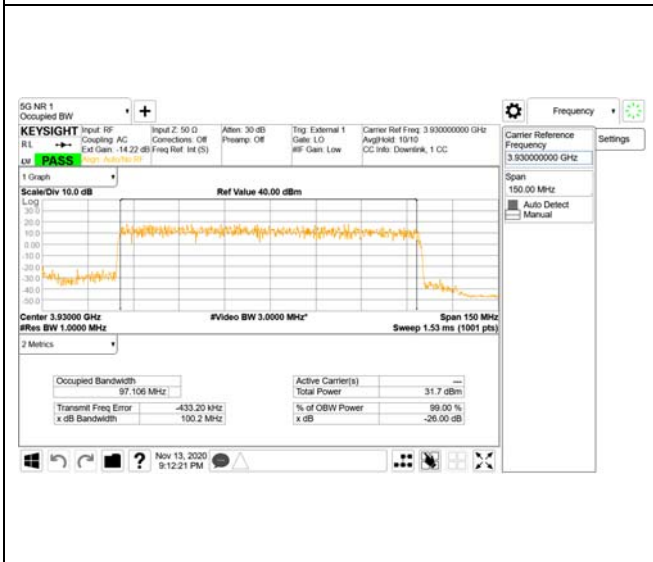 5G NR 1
Occupied BW
+
Frequency
KEYSIGHT
Input: RF
Input Z: 50 Ω
Atten: 30 dB
Trig: External 1
Carrier Ref Freq: 3.930000000 GHz
RL
Coupling: AC
Corrections: Off
Preamp: Off
Gate: LO
Avg|Hold: 10/10
Ext Gain: -14.22 dB
Freq Ref: Int (S)
#IF Gain: Low
CC Info: Downlink, 1 CC
PASS
Align: Auto/No RF
Carrier Reference
Frequency
3.930000000 GHz
Settings
Span
150.00 MHz
Auto Detect
Manual
1 Graph
Scale/Div 10.0 dB
Ref Value 40.00 dBm
Log
30.0
20.0
10.0
0.00
-10.0
-20.0
-30.0
-40.0
-50.0
Center 3.93000 GHz
#Video BW 3.0000 MHz*
Span 150 MHz
#Res BW 1.0000 MHz
Sweep 1.53 ms (1001 pts)
2 Metrics
Occupied Bandwidth
97.106 MHz
Active Carrier(s)
---
Total Power
31.7 dBm
Transmit Freq Error
-433.20 kHz
% of OBW Power
99.00 %
x dB Bandwidth
100.2 MHz
x dB
-26.00 dB
?
Nov 13, 2020
9:12:21 PM